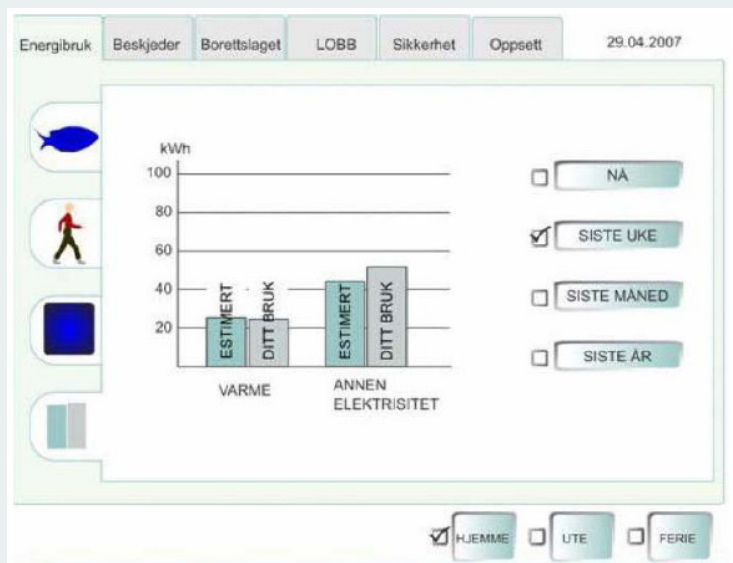 Energibruk Beskjeder Borettslaget LOBB Sikkerhet Oppsett 29.04.2007
kWh
100
80
60
40
20
ESTIMERT
DITT BRUK
ESTIMERT
DITT BRUK
VARME
ANNEN
ELEKTRISITET
NÅ
SISTE UKE
SISTE MÅNED
SISTE ÅR
HJEMME UTE FERIE